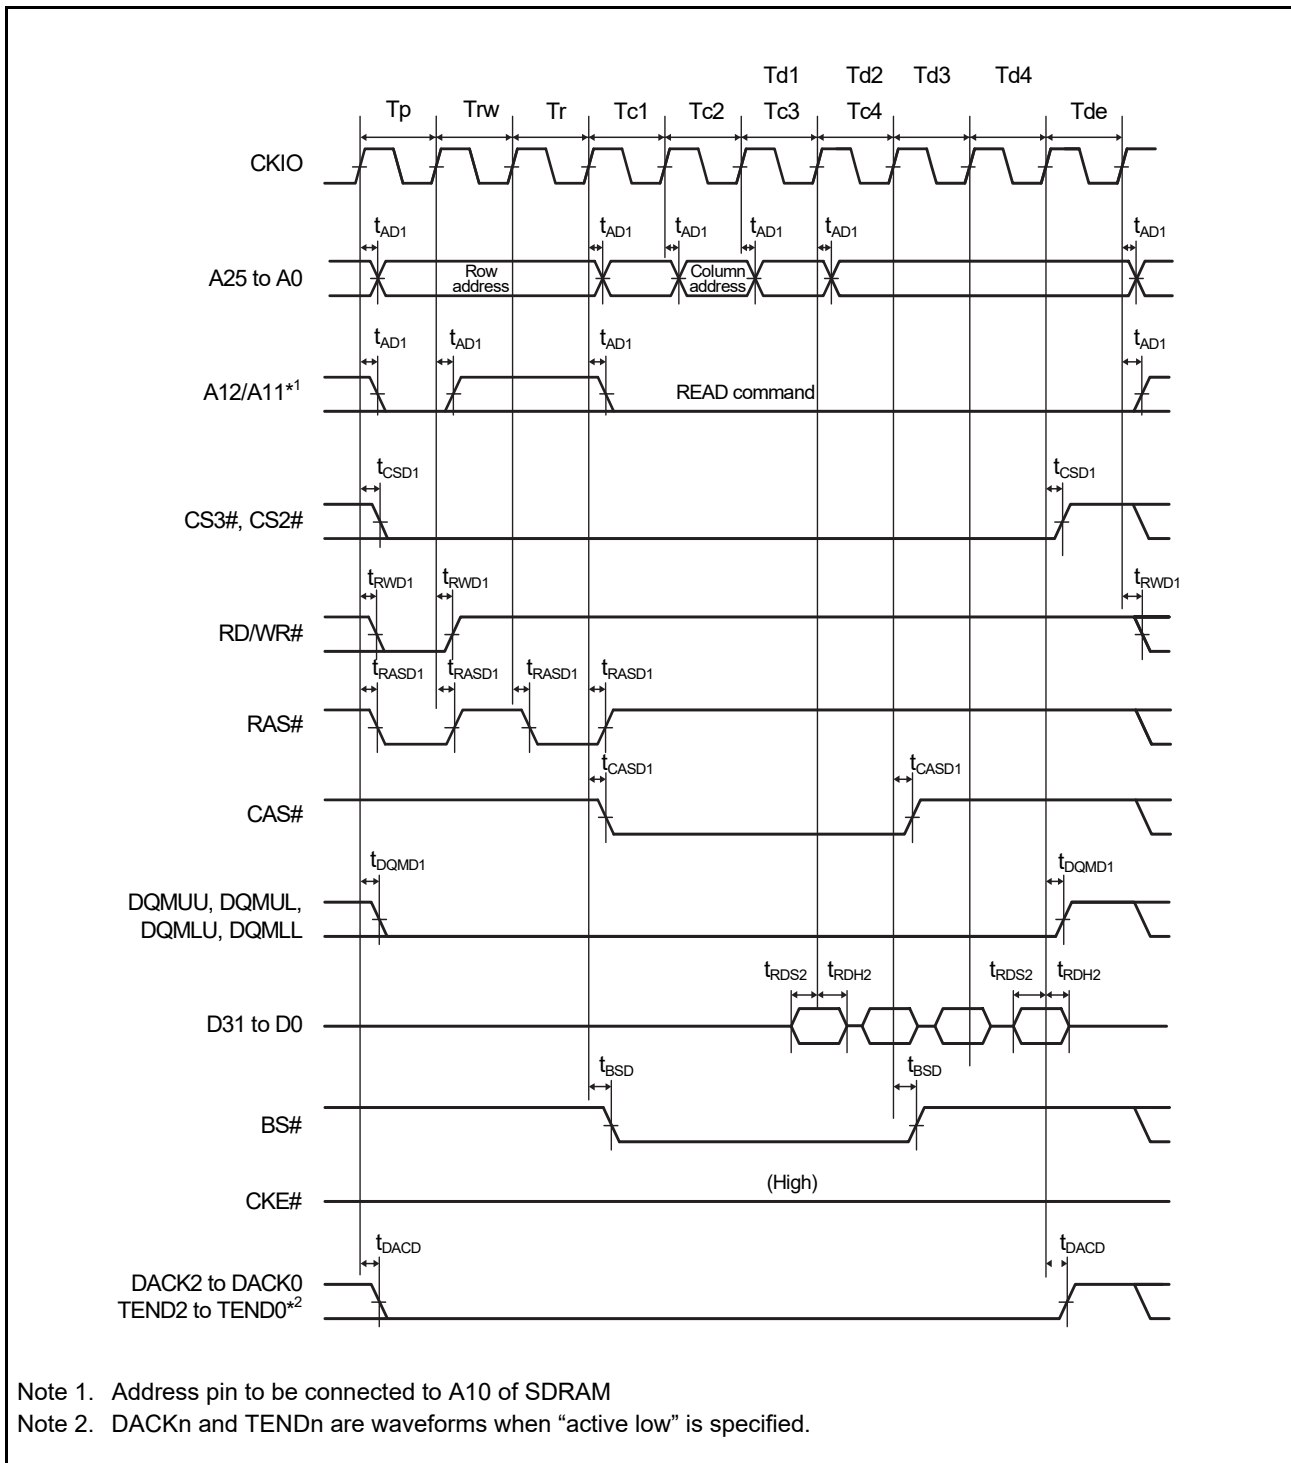 Td1 Td2 Td3 Td4
Tp Trw Tr Tc1 Tc2 Tc3 Tc4 Tde
CKIO
tAD1 tAD1 tAD1 tAD1 tAD1 tAD1
A25 to A0
Row address
Column address
tAD1 tAD1 tAD1 tAD1
A12/A11*1
READ command
tCSD1 tCSD1
CS3#, CS2#
tRWD1 tRWD1 tRWD1
RD/WR#
tRASD1 tRASD1 tRASD1 tRASD1
RAS#
tCASD1 tCASD1
CAS#
tDQMD1 tDQMD1
DQMUU, DQMUL,
DQMLU, DQMLL
tRDS2 tRDH2 tRDS2 tRDH2
D31 to D0
tBSD tBSD
BS#
(High)
CKE#
tDACD tDACD
DACK2 to DACK0
TEND2 to TEND0*2
Note 1. Address pin to be connected to A10 of SDRAM
Note 2. DACKn and TENDn are waveforms when “active low” is specified.